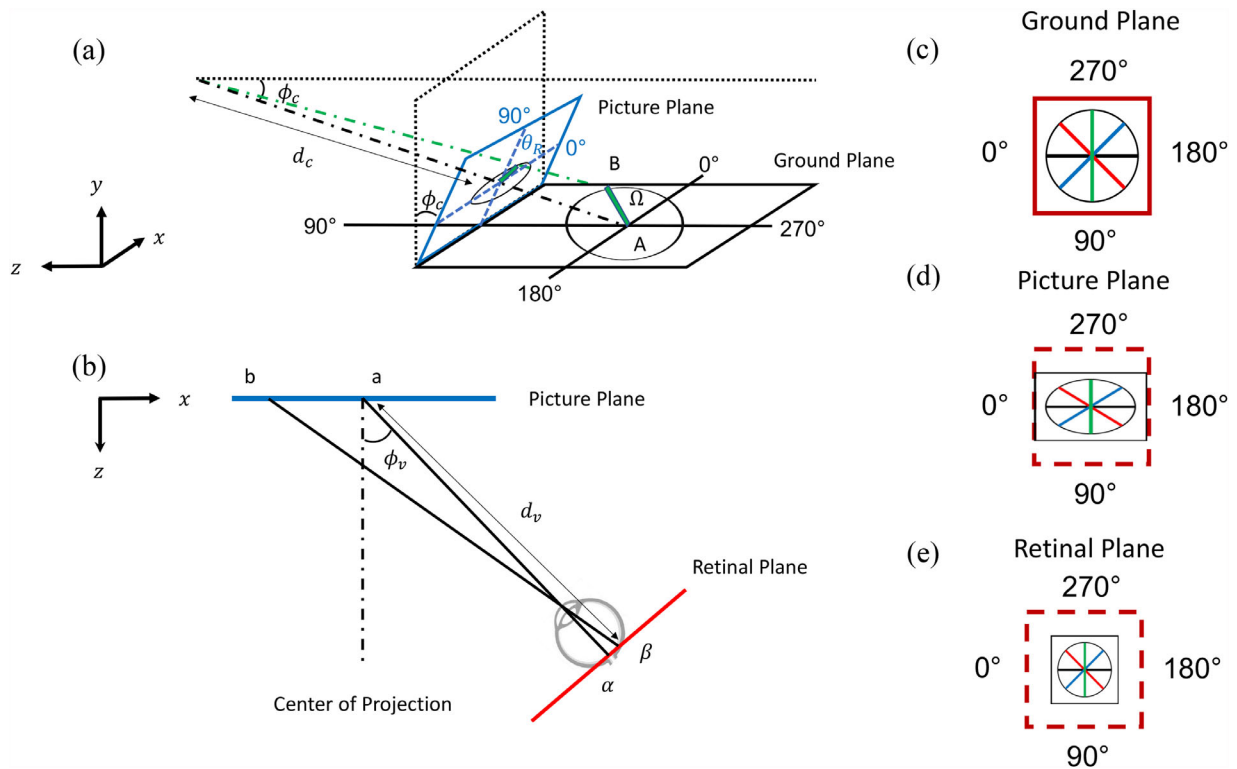 (a)
ϕc
dc
ϕc
90°
θR
0°
Picture Plane
B
0°
Ground Plane
Ω
A
90°
270°
180°
y
x
z
(b)
x
z
b
a
Picture Plane
ϕv
dv
Retinal Plane
β
α
Center of Projection
(c)
Ground Plane
270°
0°
180°
90°
(d)
Picture Plane
270°
0°
180°
90°
(e)
Retinal Plane
270°
0°
180°
90°